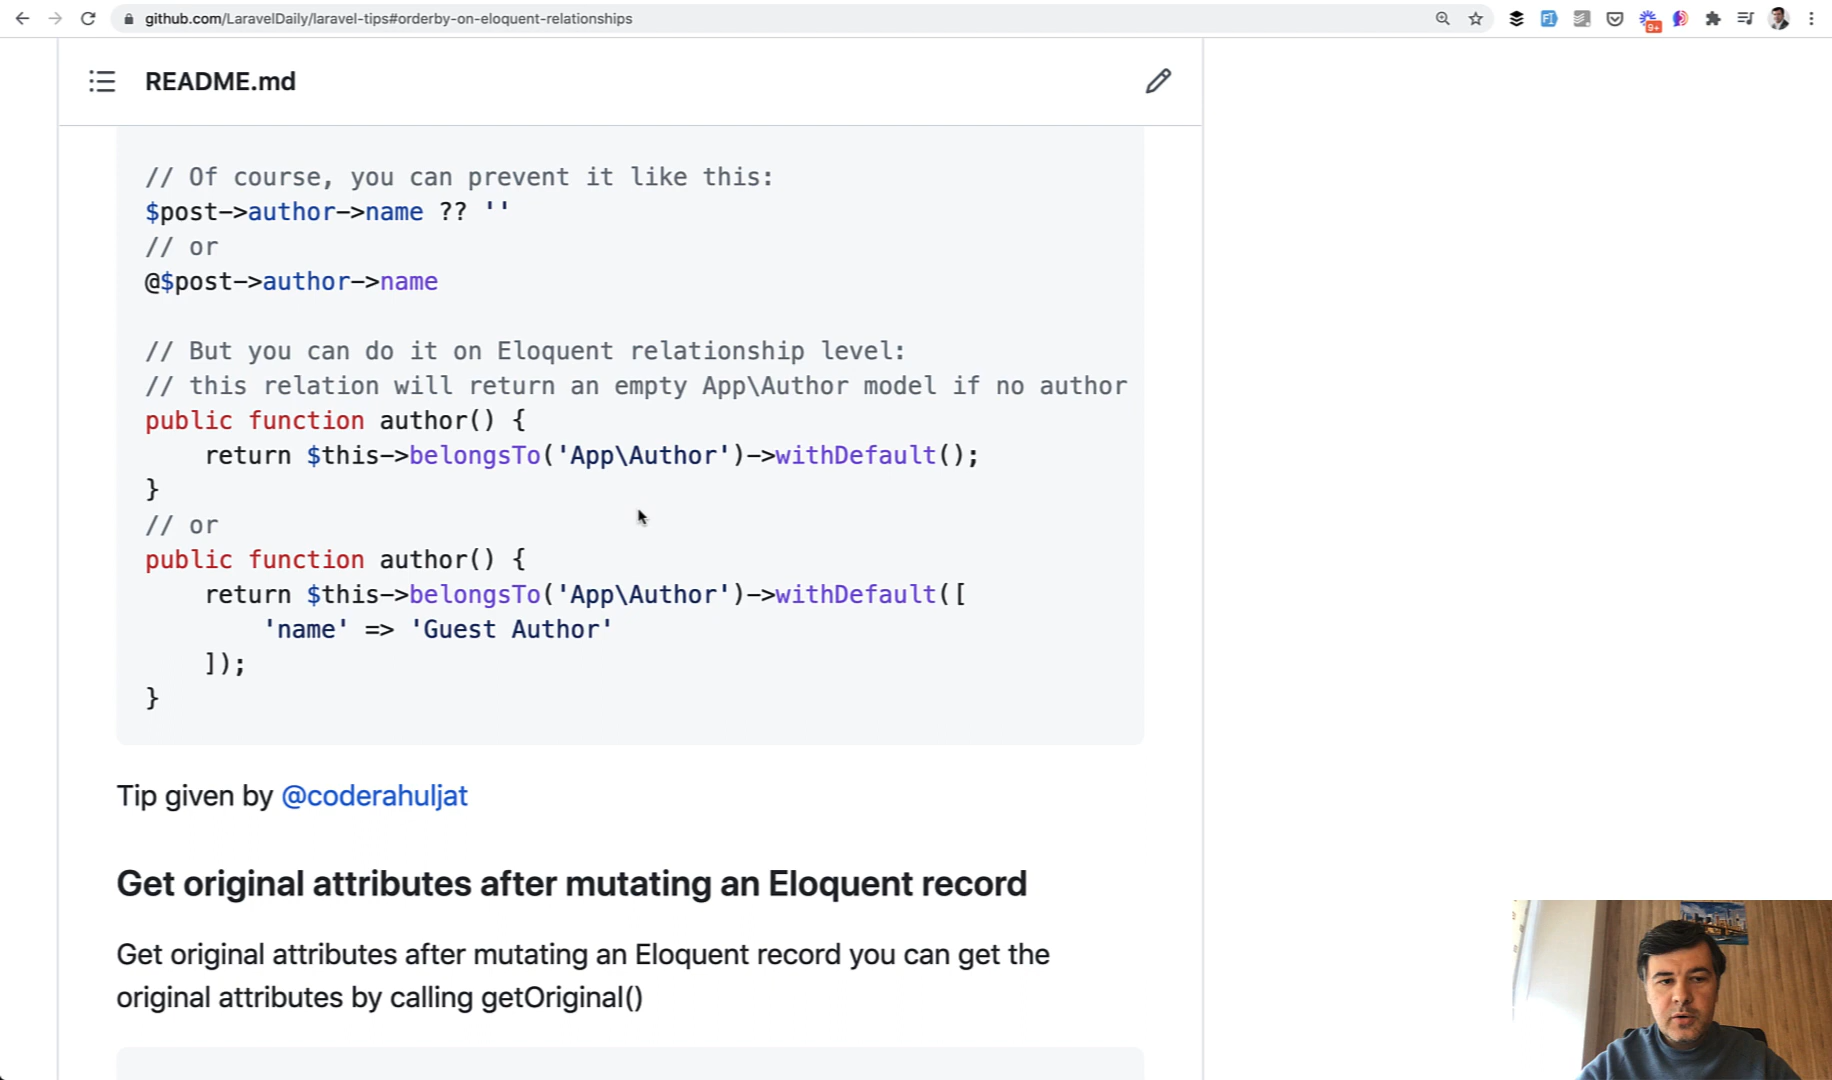 github.com/LaravelDaily/laravel-tips#orderby-on-eloquent-relationships
9+
README.md
// Of course, you can prevent it like this:
$post->author->name ?? ''
// or
@$post->author->name
// But you can do it on Eloquent relationship level:
// this relation will return an empty App\Author model if no author
public function author() {
    return $this->belongsTo('App\Author')->withDefault();
}
// or
public function author() {
    return $this->belongsTo('App\Author')->withDefault([
        'name' => 'Guest Author'
    ]);
}
Tip given by @coderahuljat
Get original attributes after mutating an Eloquent record
Get original attributes after mutating an Eloquent record you can get the
original attributes by calling getOriginal()